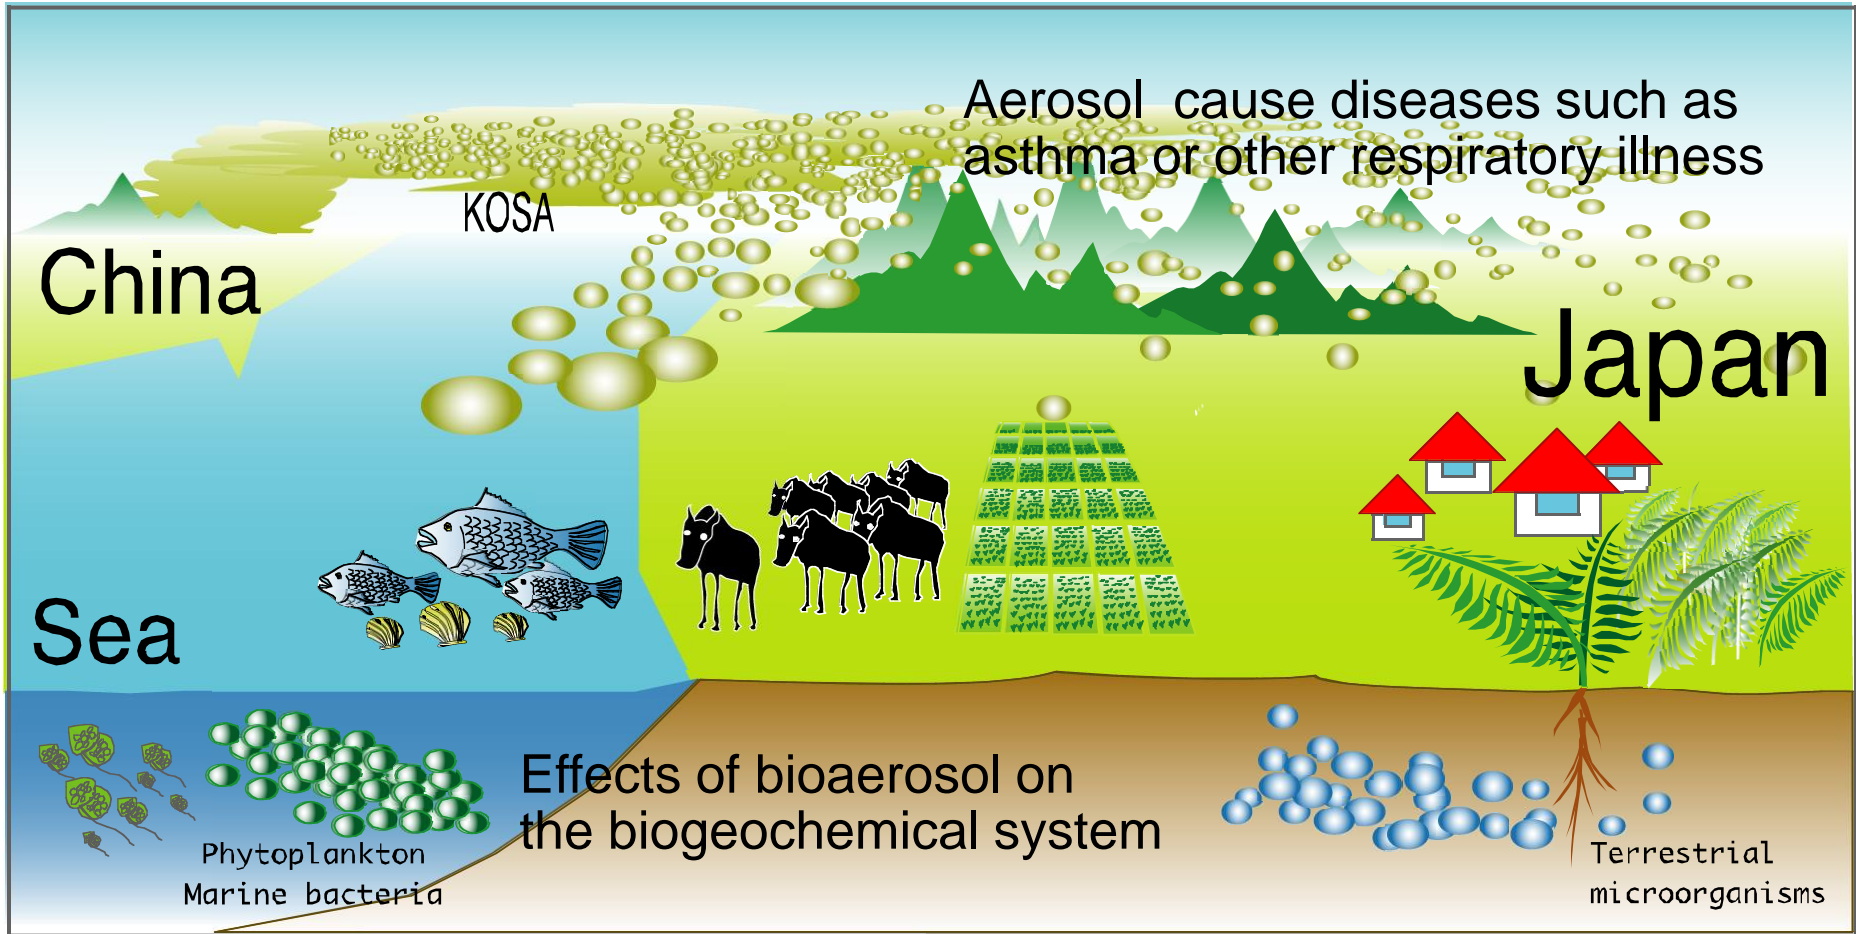 Aerosol  cause diseases such as
asthma or other respiratory illness
KOSA
China
Japan
Sea
Effects of bioaerosol on
the biogeochemical system
Phytoplankton
Marine bacteria
Terrestrial
microorganisms